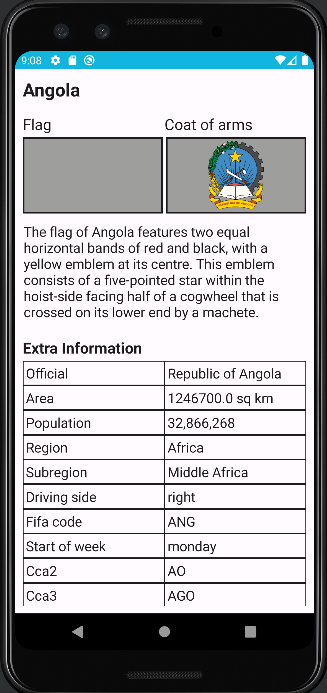 9:08
Angola
Flag Coat of arms
The flag of Angola features two equal
horizontal bands of red and black, with a
yellow emblem at its centre. This emblem
consists of a five-pointed star within the
hoist-side facing half of a cogwheel that is
crossed on its lower end by a machete.
Extra Information
Official Republic of Angola
Area 1246700.0 sq km
Population 32,866,268
Region Africa
Subregion Middle Africa
Driving side right
Fifa code ANG
Start of week monday
Cca2 AO
Cca3 AGO